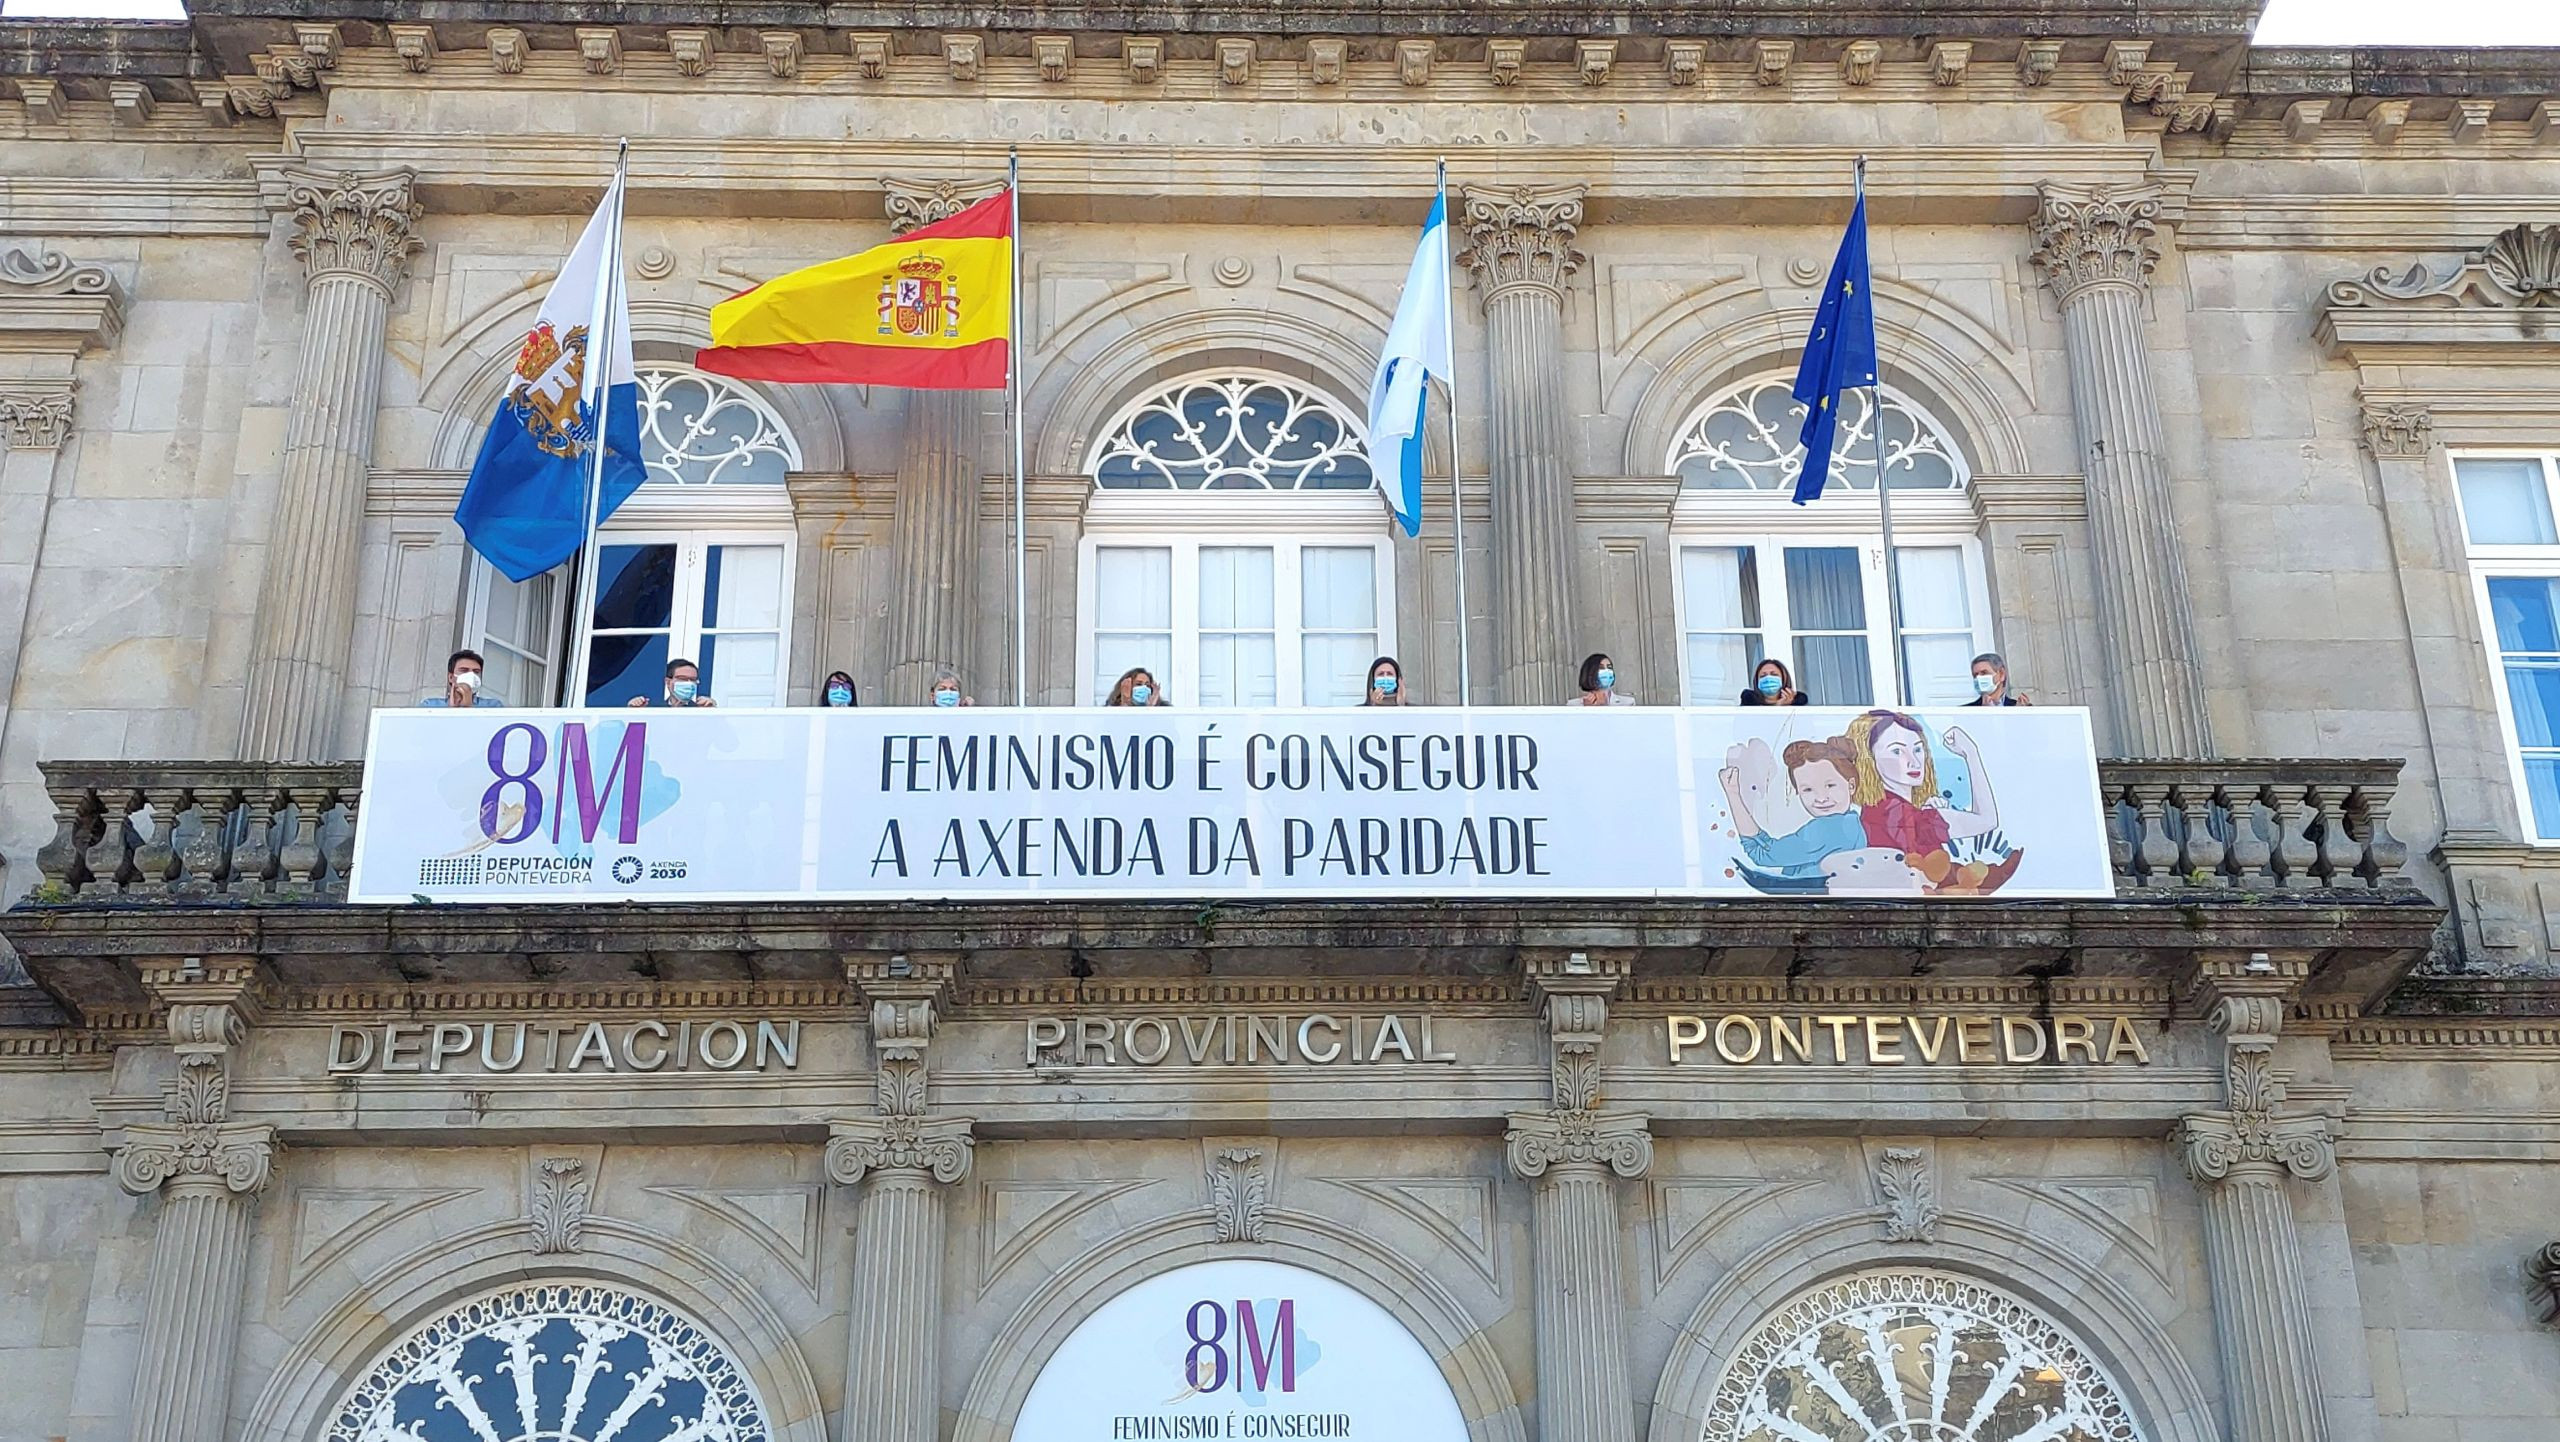 8M
DEPUTACIÓN
PONTEVEDRA
AXENDA
2030
FEMINISMO É CONSEGUIR
A AXENDA DA PARIDADE
DEPUTACION PROVINCIAL PONTEVEDRA
8M
FEMINISMO É CONSEGUIR